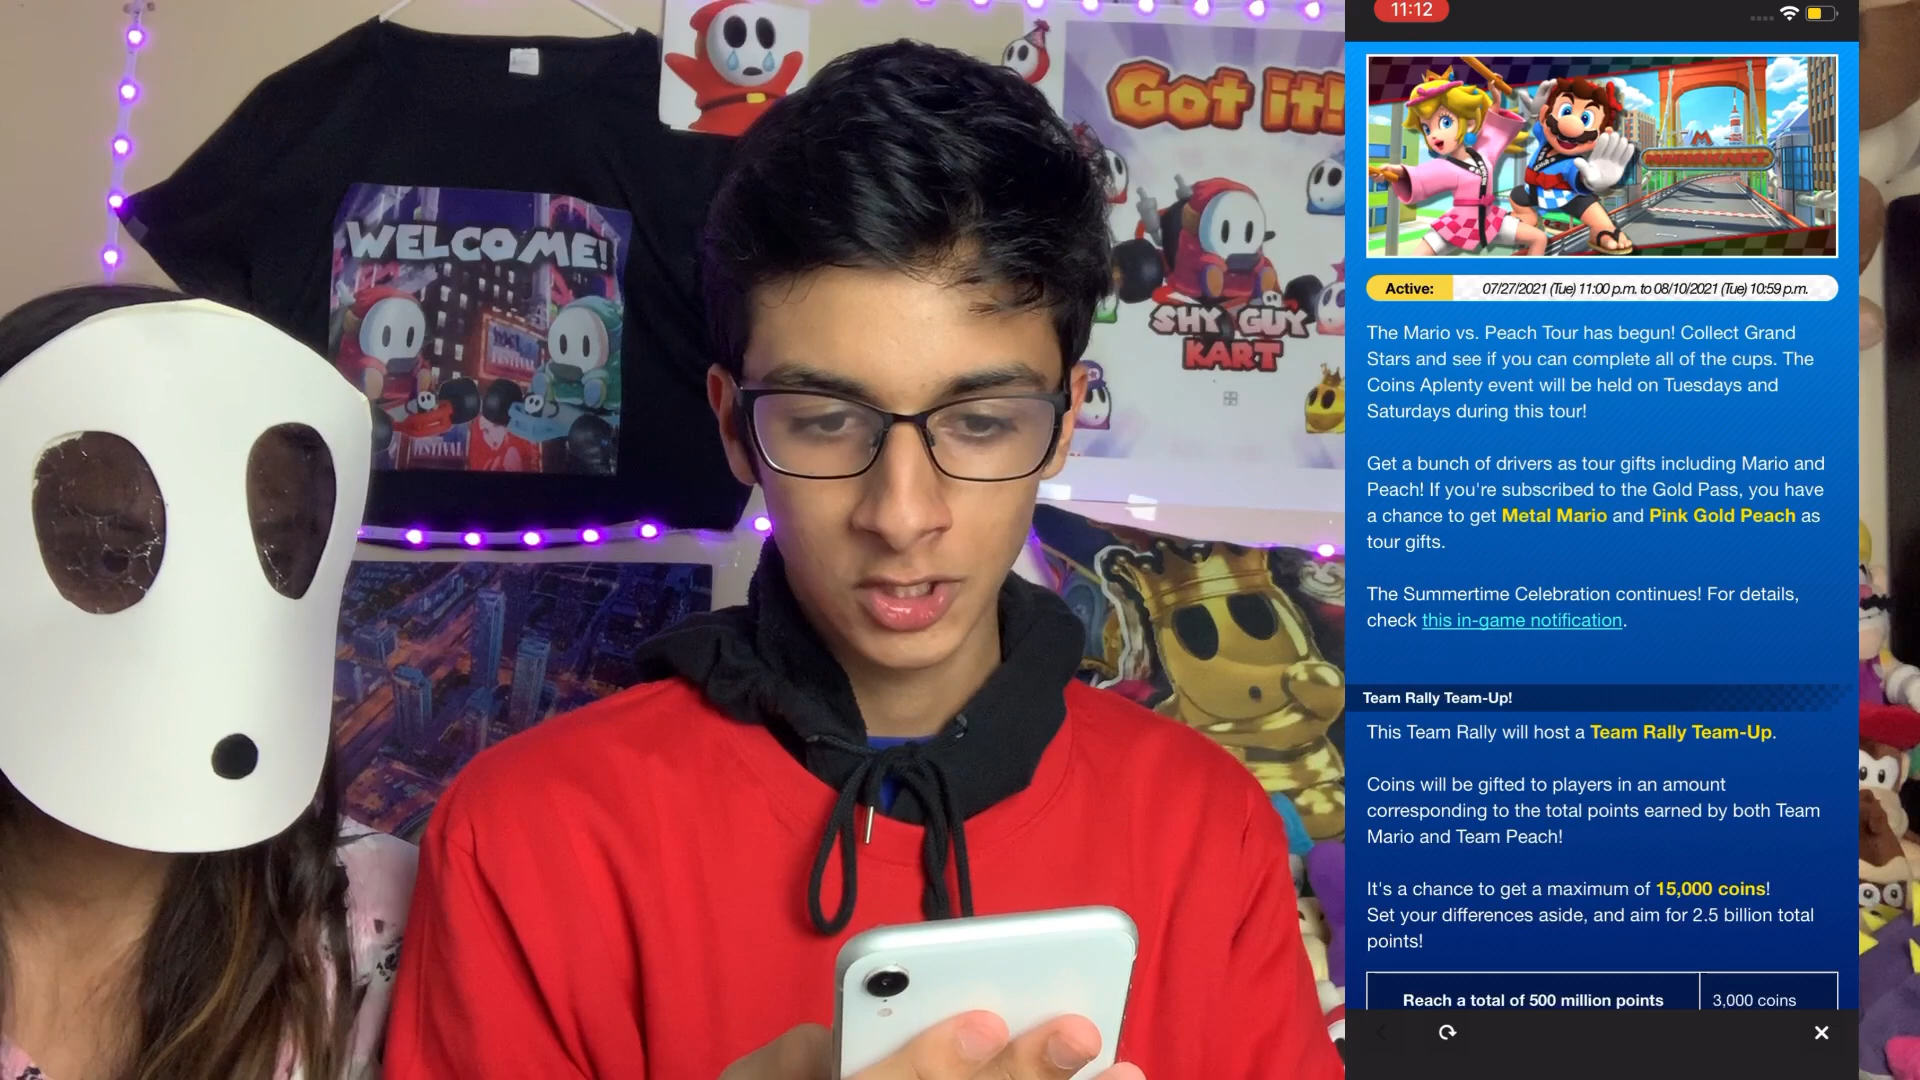 WELCOME!
FESTIVAL
Got it!
SHY GUY
KART
11:12
MARIOKART
Active: 07/27/2021 (Tue) 11:00 p.m. to 08/10/2021 (Tue) 10:59 p.m.
The Mario vs. Peach Tour has begun! Collect Grand
Stars and see if you can complete all of the cups. The
Coins Aplenty event will be held on Tuesdays and
Saturdays during this tour!
Get a bunch of drivers as tour gifts including Mario and
Peach! If you're subscribed to the Gold Pass, you have
a chance to get Metal Mario and Pink Gold Peach as
tour gifts.
The Summertime Celebration continues! For details,
check this in-game notification.
Team Rally Team-Up!
This Team Rally will host a Team Rally Team-Up.
Coins will be gifted to players in an amount
corresponding to the total points earned by both Team
Mario and Team Peach!
It's a chance to get a maximum of 15,000 coins!
Set your differences aside, and aim for 2.5 billion total
points!
Reach a total of 500 million points 3,000 coins